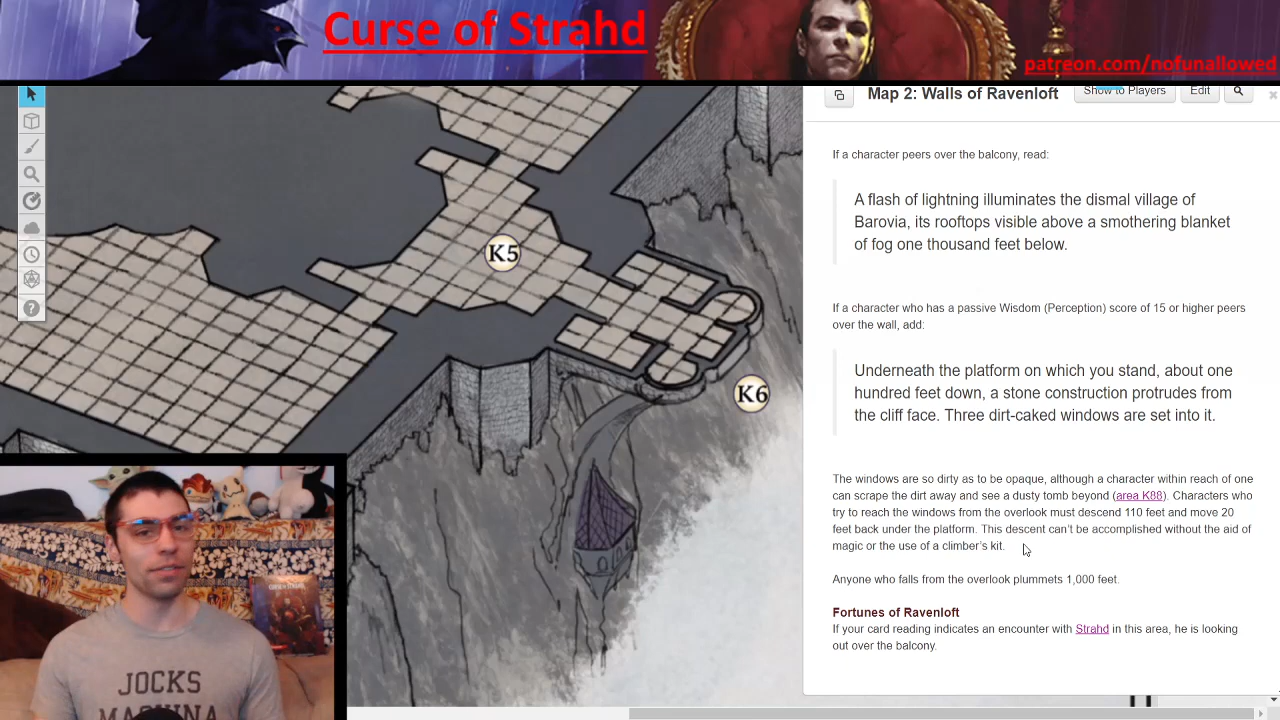 Curse of Strahd
patreon.com/nofunallowed
Map 2: Walls of Ravenloft
Show to Players
Edit
If a character peers over the balcony, read:
A flash of lightning illuminates the dismal village of
Barovia, its rooftops visible above a smothering blanket
of fog one thousand feet below.
K5
If a character who has a passive Wisdom (Perception) score of 15 or higher peers
over the wall, add:
Underneath the platform on which you stand, about one
hundred feet down, a stone construction protrudes from
the cliff face. Three dirt-caked windows are set into it.
K6
The windows are so dirty as to be opaque, although a character within reach of one
can scrape the dirt away and see a dusty tomb beyond (area K88). Characters who
try to reach the windows from the overlook must descend 110 feet and move 20
feet back under the platform. This descent can't be accomplished without the aid of
magic or the use of a climber's kit.
Anyone who falls from the overlook plummets 1,000 feet.
Fortunes of Ravenloft
If your card reading indicates an encounter with Strahd in this area, he is looking
out over the balcony.
JOCKS